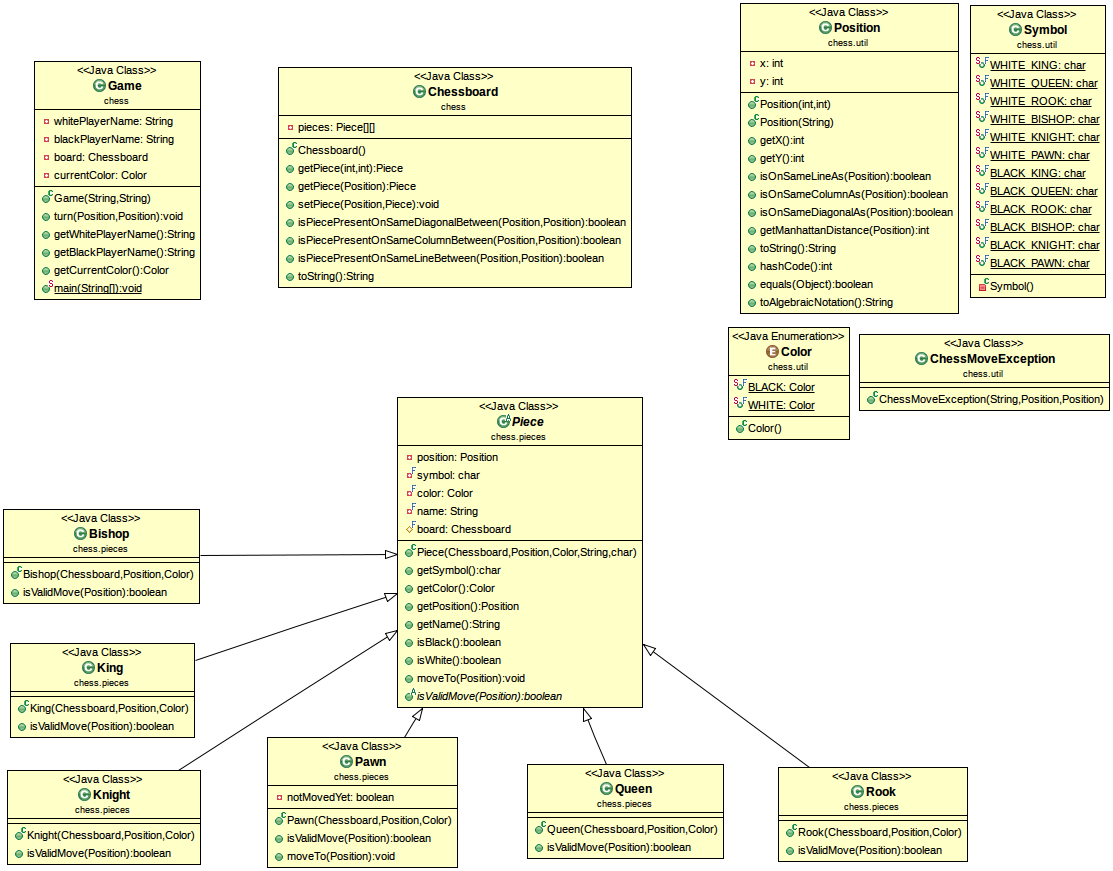 <<Java Class>>
Game
chess
whitePlayerName: String
blackPlayerName: String
board: Chessboard
currentColor: Color
Game(String,String)
turn(Position,Position):void
getWhitePlayerName():String
getBlackPlayerName():String
getCurrentColor():Color
main(String[]):void
<<Java Class>>
Chessboard
chess
pieces: Piece[][]
Chessboard()
getPiece(int,int):Piece
getPiece(Position):Piece
setPiece(Position,Piece):void
isPiecePresentOnSameDiagonalBetween(Position,Position):boolean
isPiecePresentOnSameColumnBetween(Position,Position):boolean
isPiecePresentOnSameLineBetween(Position,Position):boolean
toString():String
<<Java Class>>
Position
chess.util
x: int
y: int
Position(int,int)
Position(String)
getX():int
getY():int
isOnSameLineAs(Position):boolean
isOnSameColumnAs(Position):boolean
isOnSameDiagonalAs(Position):boolean
getManhattanDistance(Position):int
toString():String
hashCode():int
equals(Object):boolean
toAlgebraicNotation():String
<<Java Class>>
Symbol
chess.util
WHITE_KING: char
WHITE_QUEEN: char
WHITE_ROOK: char
WHITE_BISHOP: char
WHITE_KNIGHT: char
WHITE_PAWN: char
BLACK_KING: char
BLACK_QUEEN: char
BLACK_ROOK: char
BLACK_BISHOP: char
BLACK_KNIGHT: char
BLACK_PAWN: char
Symbol()
<<Java Enumeration>>
Color
chess.util
BLACK: Color
WHITE: Color
Color()
<<Java Class>>
ChessMoveException
chess.util
ChessMoveException(String,Position,Position)
<<Java Class>>
Piece
chess.pieces
position: Position
symbol: char
color: Color
name: String
board: Chessboard
Piece(Chessboard,Position,Color,String,char)
getSymbol():char
getColor():Color
getPosition():Position
getName():String
isBlack():boolean
isWhite():boolean
moveTo(Position):void
isValidMove(Position):boolean
<<Java Class>>
Bishop
chess.pieces
Bishop(Chessboard,Position,Color)
isValidMove(Position):boolean
<<Java Class>>
King
chess.pieces
King(Chessboard,Position,Color)
isValidMove(Position):boolean
<<Java Class>>
Knight
chess.pieces
Knight(Chessboard,Position,Color)
isValidMove(Position):boolean
<<Java Class>>
Pawn
chess.pieces
notMovedYet: boolean
Pawn(Chessboard,Position,Color)
isValidMove(Position):boolean
moveTo(Position):void
<<Java Class>>
Queen
chess.pieces
Queen(Chessboard,Position,Color)
isValidMove(Position):boolean
<<Java Class>>
Rook
chess.pieces
Rook(Chessboard,Position,Color)
isValidMove(Position):boolean